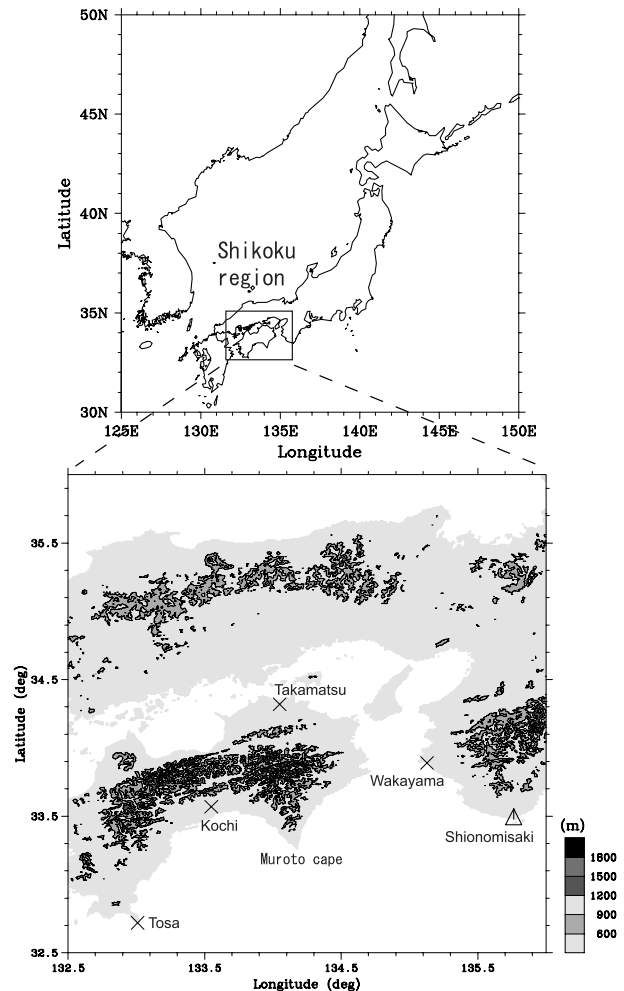 50N
45N
40N
35N
30N
Latitude
Shikoku
region
125E 130E 135E 140E 145E 150E
Longitude
35.5
34.5
33.5
32.5
Latitude (deg)
Takamatsu
Wakayama
Kochi
Shionomisaki
Muroto cape
Tosa
(m)
1800
1500
1200
900
600
132.5 133.5 134.5 135.5
Longitude (deg)